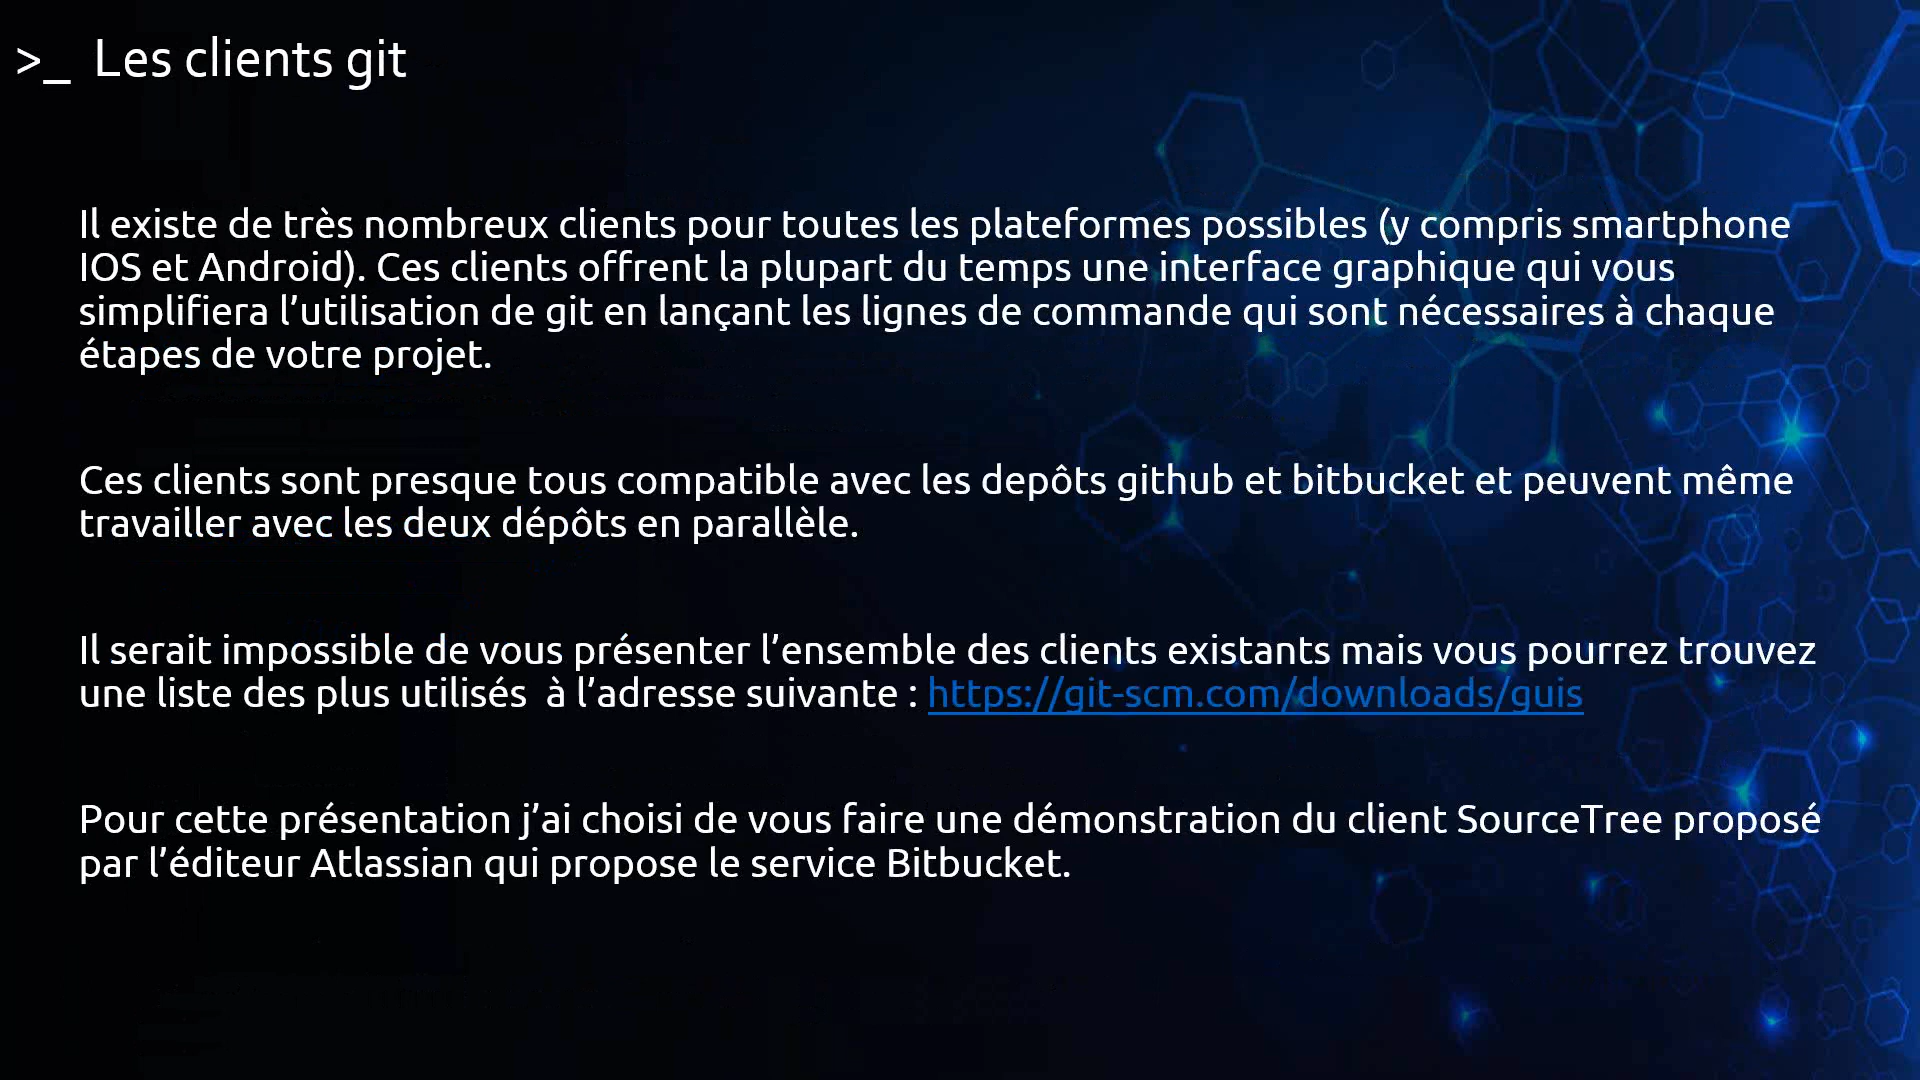 >_ Les clients git
Il existe de très nombreux clients pour toutes les plateformes possibles (y compris smartphone
IOS et Android). Ces clients offrent la plupart du temps une interface graphique qui vous
simplifiera l’utilisation de git en lançant les lignes de commande qui sont nécessaires à chaque
étapes de votre projet.
Ces clients sont presque tous compatible avec les depôts github et bitbucket et peuvent même
travailler avec les deux dépôts en parallèle.
Il serait impossible de vous présenter l’ensemble des clients existants mais vous pourrez trouvez
une liste des plus utilisés  à l’adresse suivante : https://git-scm.com/downloads/guis
Pour cette présentation j’ai choisi de vous faire une démonstration du client SourceTree proposé
par l’éditeur Atlassian qui propose le service Bitbucket.